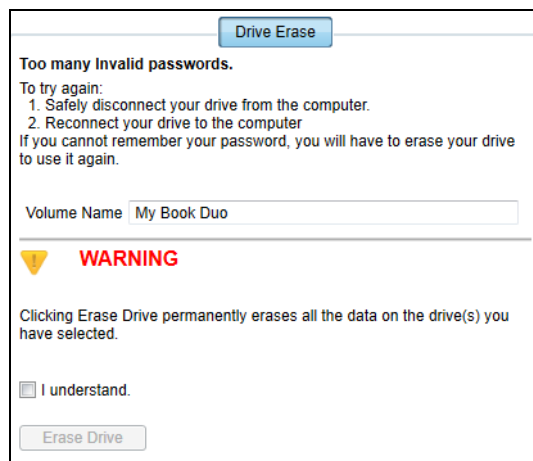 Drive Erase
Too many Invalid passwords.
To try again:
1. Safely disconnect your drive from the computer.
2. Reconnect your drive to the computer
If you cannot remember your password, you will have to erase your drive
to use it again.
Volume Name My Book Duo
WARNING
Clicking Erase Drive permanently erases all the data on the drive(s) you
have selected.
I understand.
Erase Drive